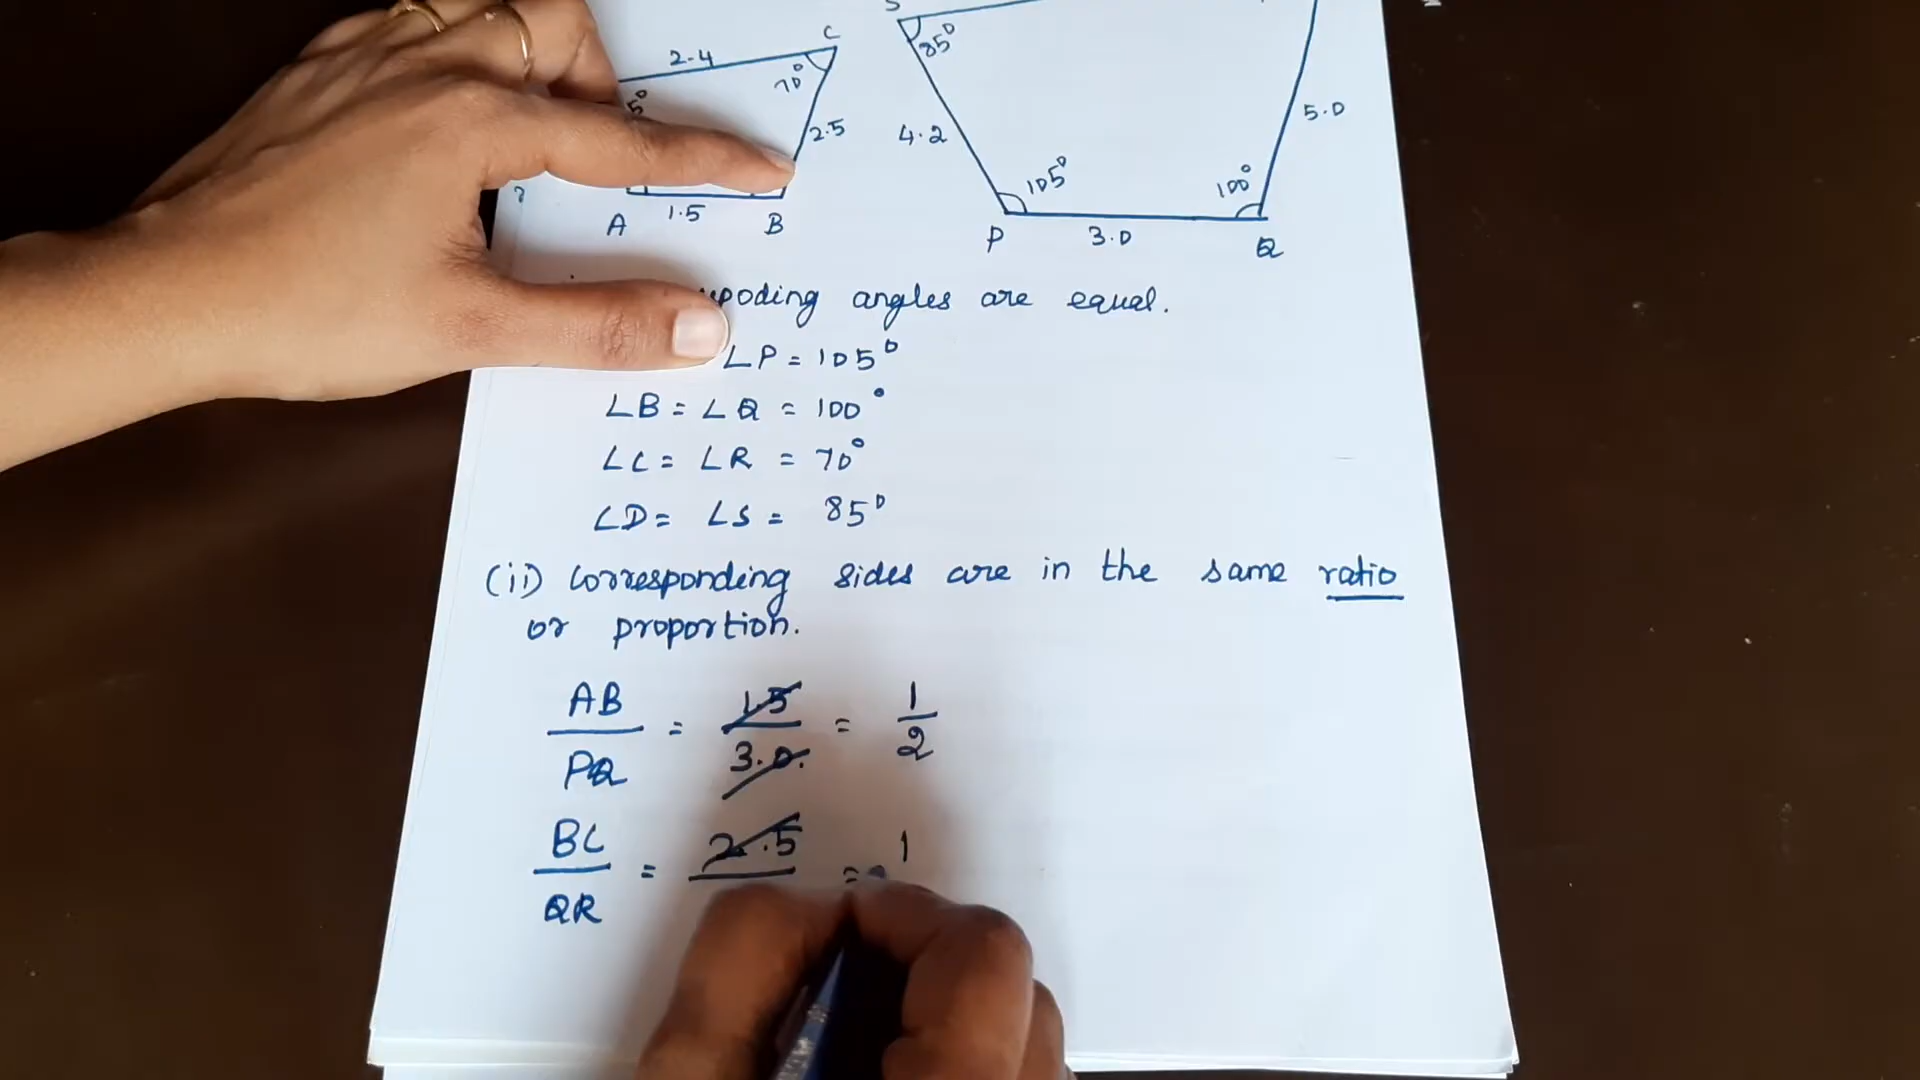 S
C
2.4
85°
70°
5°
2.5
5.0
4.2
105°
100°
1.5
A
B
P
3.0
Q
poding angles are equal.
∠P = 105°
∠B = ∠Q = 100°
∠C = ∠R = 70°
∠D = ∠S = 85°
(ii) corresponding sides are in the same ratio
or proportion.
AB/PQ = 1.5/3.0 = 1/2
BC/QR = 2.5/ = 1